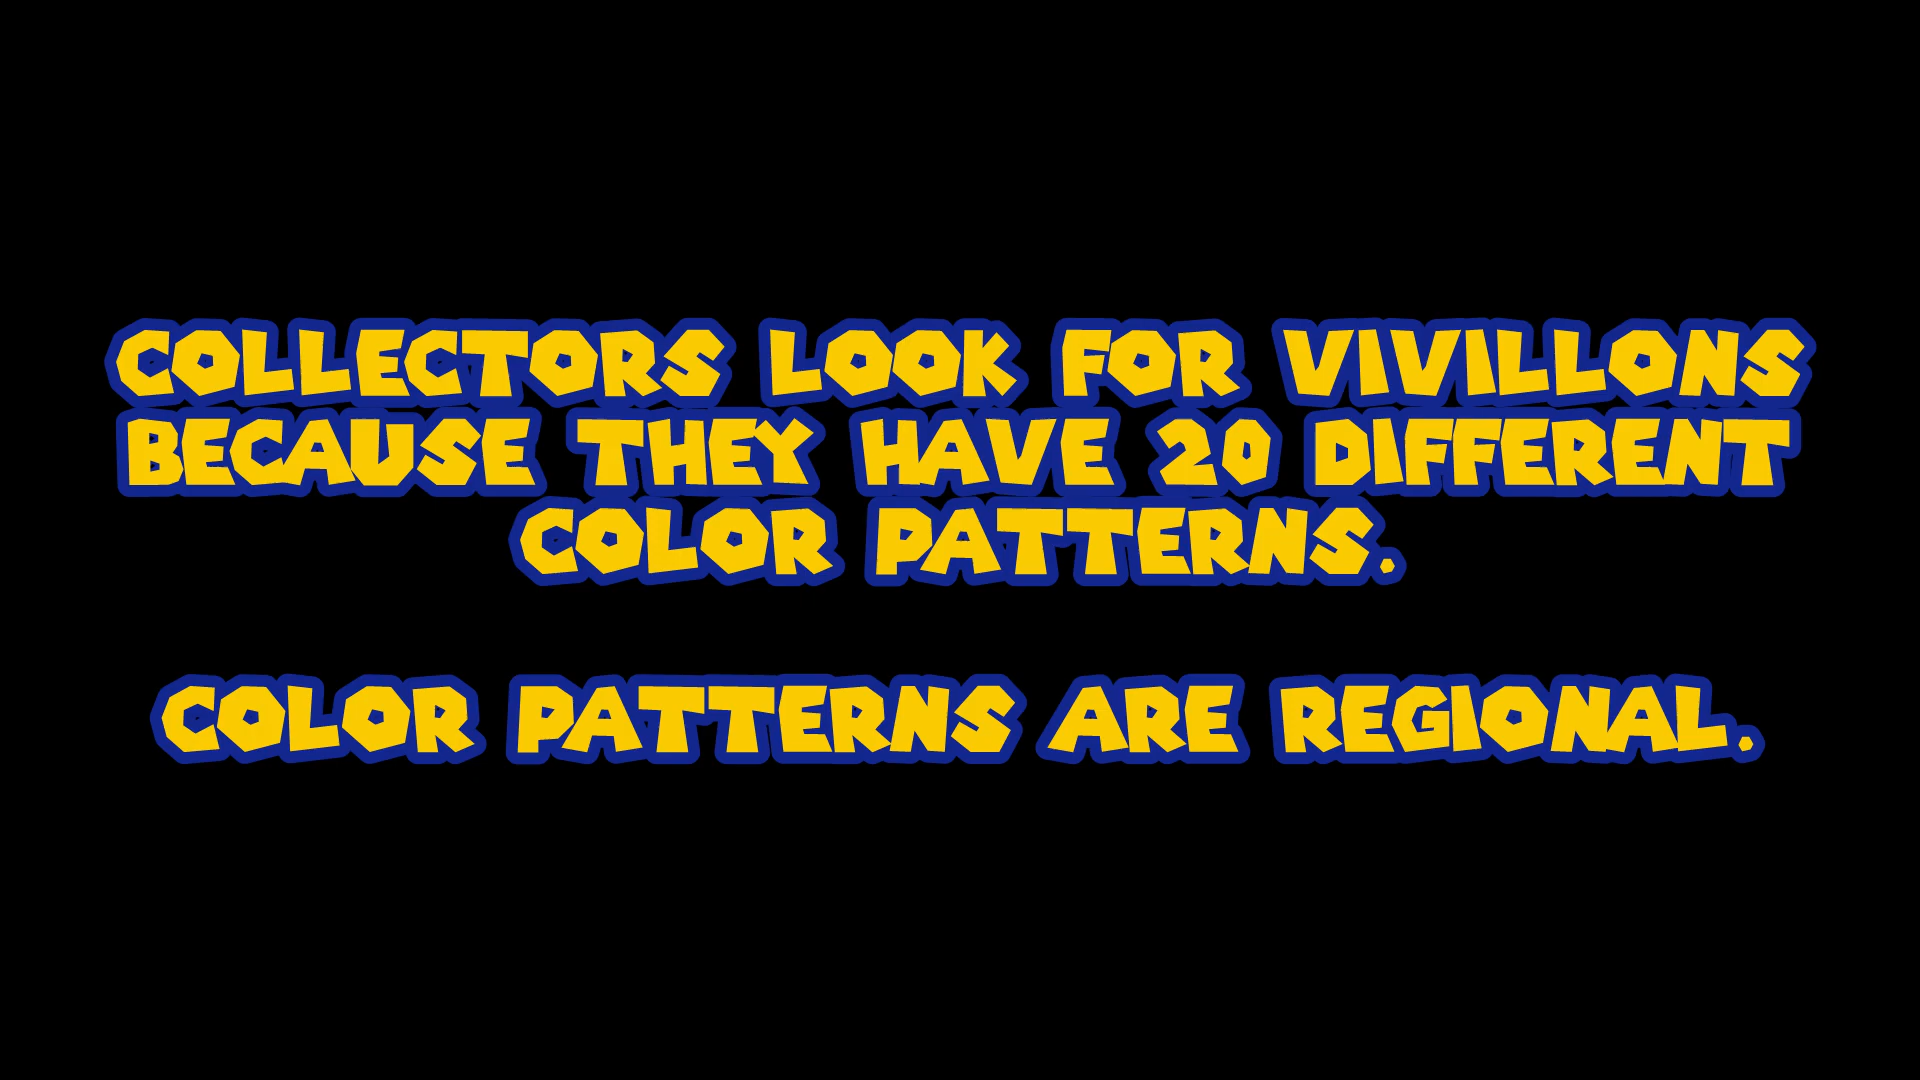 COLLECTORS LOOK FOR VIVILLONS
BECAUSE THEY HAVE 20 DIFFERENT
COLOR PATTERNS.
COLOR PATTERNS ARE REGIONAL.